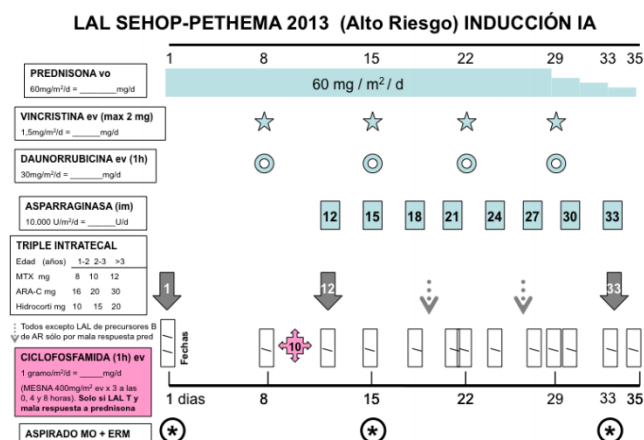 LAL SEHOP-PETHEMA 2013 (Alto Riesgo) INDUCCIÓN IA
1 8 15 22 29 33 35
PREDNISONA vo
60mg/m²/d = ________mg/d
60 mg / m² / d
VINCRISTINA ev (max 2 mg)
1,5mg/m²/d = ______mg/d
DAUNORRUBICINA ev (1h)
30mg/m²/d = ______mg/d
ASPARRAGINASA (im)
10.000 U/m²/d = _____U/d
12 15 18 21 24 27 30 33
TRIPLE INTRATECAL
Edad (años) 1-2 2-3 >3
MTX mg 8 10 12
ARA-C mg 16 20 30
Hidrocorti mg 10 15 20
1 12 33
Todos excepto LAL de precursores B
de AR sólo por mala respuesta pred
Fechas
CICLOFOSFAMIDA (1h) ev
1 gramo/m²/d = _____mg/d
(MESNA 400mg/m² ev x 3 a las
0, 4 y 8 horas). Solo si LAL T y
mala respuesta a prednisona
10
1 dias 8 15 22 29 33 35
ASPIRADO MO + ERM
* * *